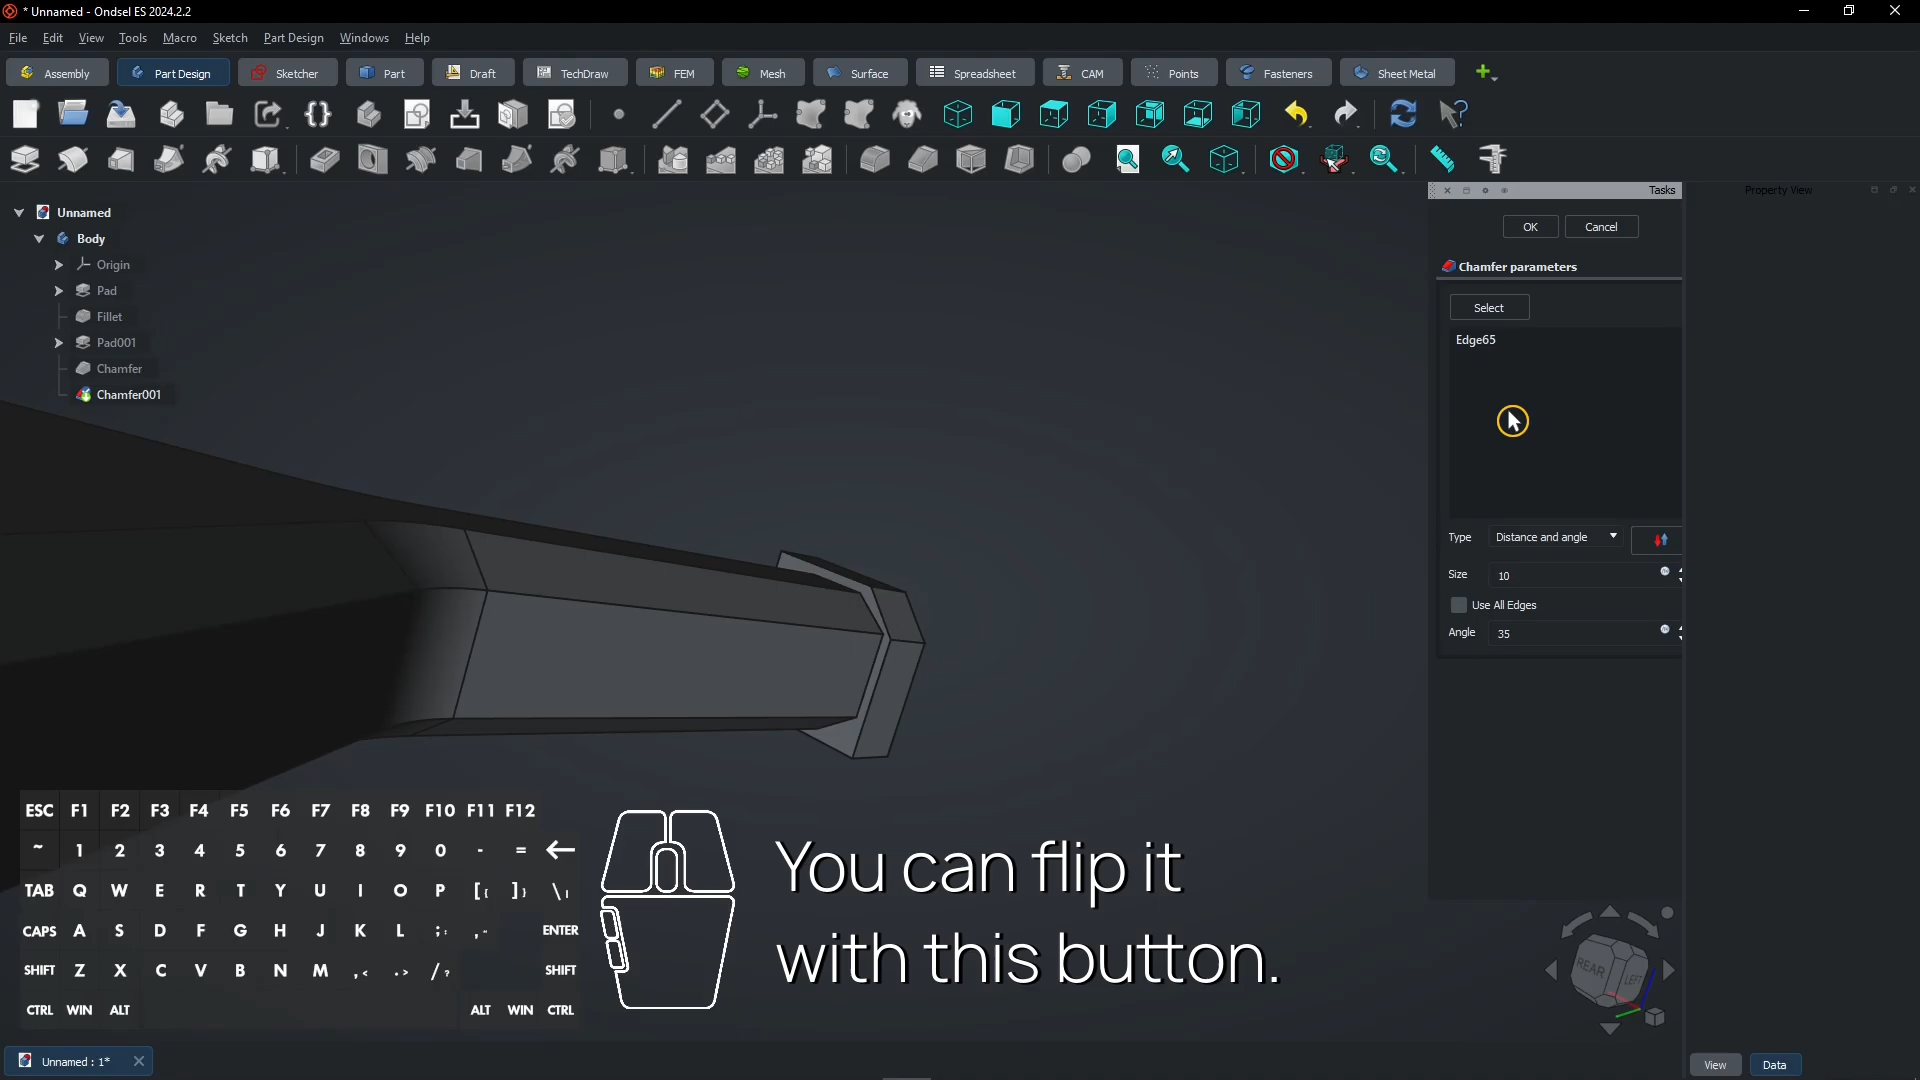 * Unnamed - Ondsel ES 2024.2.2
File Edit View Tools Macro Sketch Part Design Windows Help
Assembly Part Design Sketcher Part Draft TechDraw FEM Mesh Surface Spreadsheet CAM Points Fasteners Sheet Metal
Tasks
Property View
Unnamed
Body
Origin
Pad
Fillet
Pad001
Chamfer
Chamfer001
OK Cancel
Chamfer parameters
Select
Edge65
Type Distance and angle
Size 10
Use All Edges
Angle 35
ESC F1 F2 F3 F4 F5 F6 F7 F8 F9 F10 F11 F12
~ 1 2 3 4 5 6 7 8 9 0 - =
TAB Q W E R T Y U I O P [{ ]} \|
CAPS A S D F G H J K L ;: ," ENTER
SHIFT Z X C V B N M ,< .> /? SHIFT
CTRL WIN ALT ALT WIN CTRL
You can flip it
with this button.
REAR LEFT
Unnamed : 1*
View Data